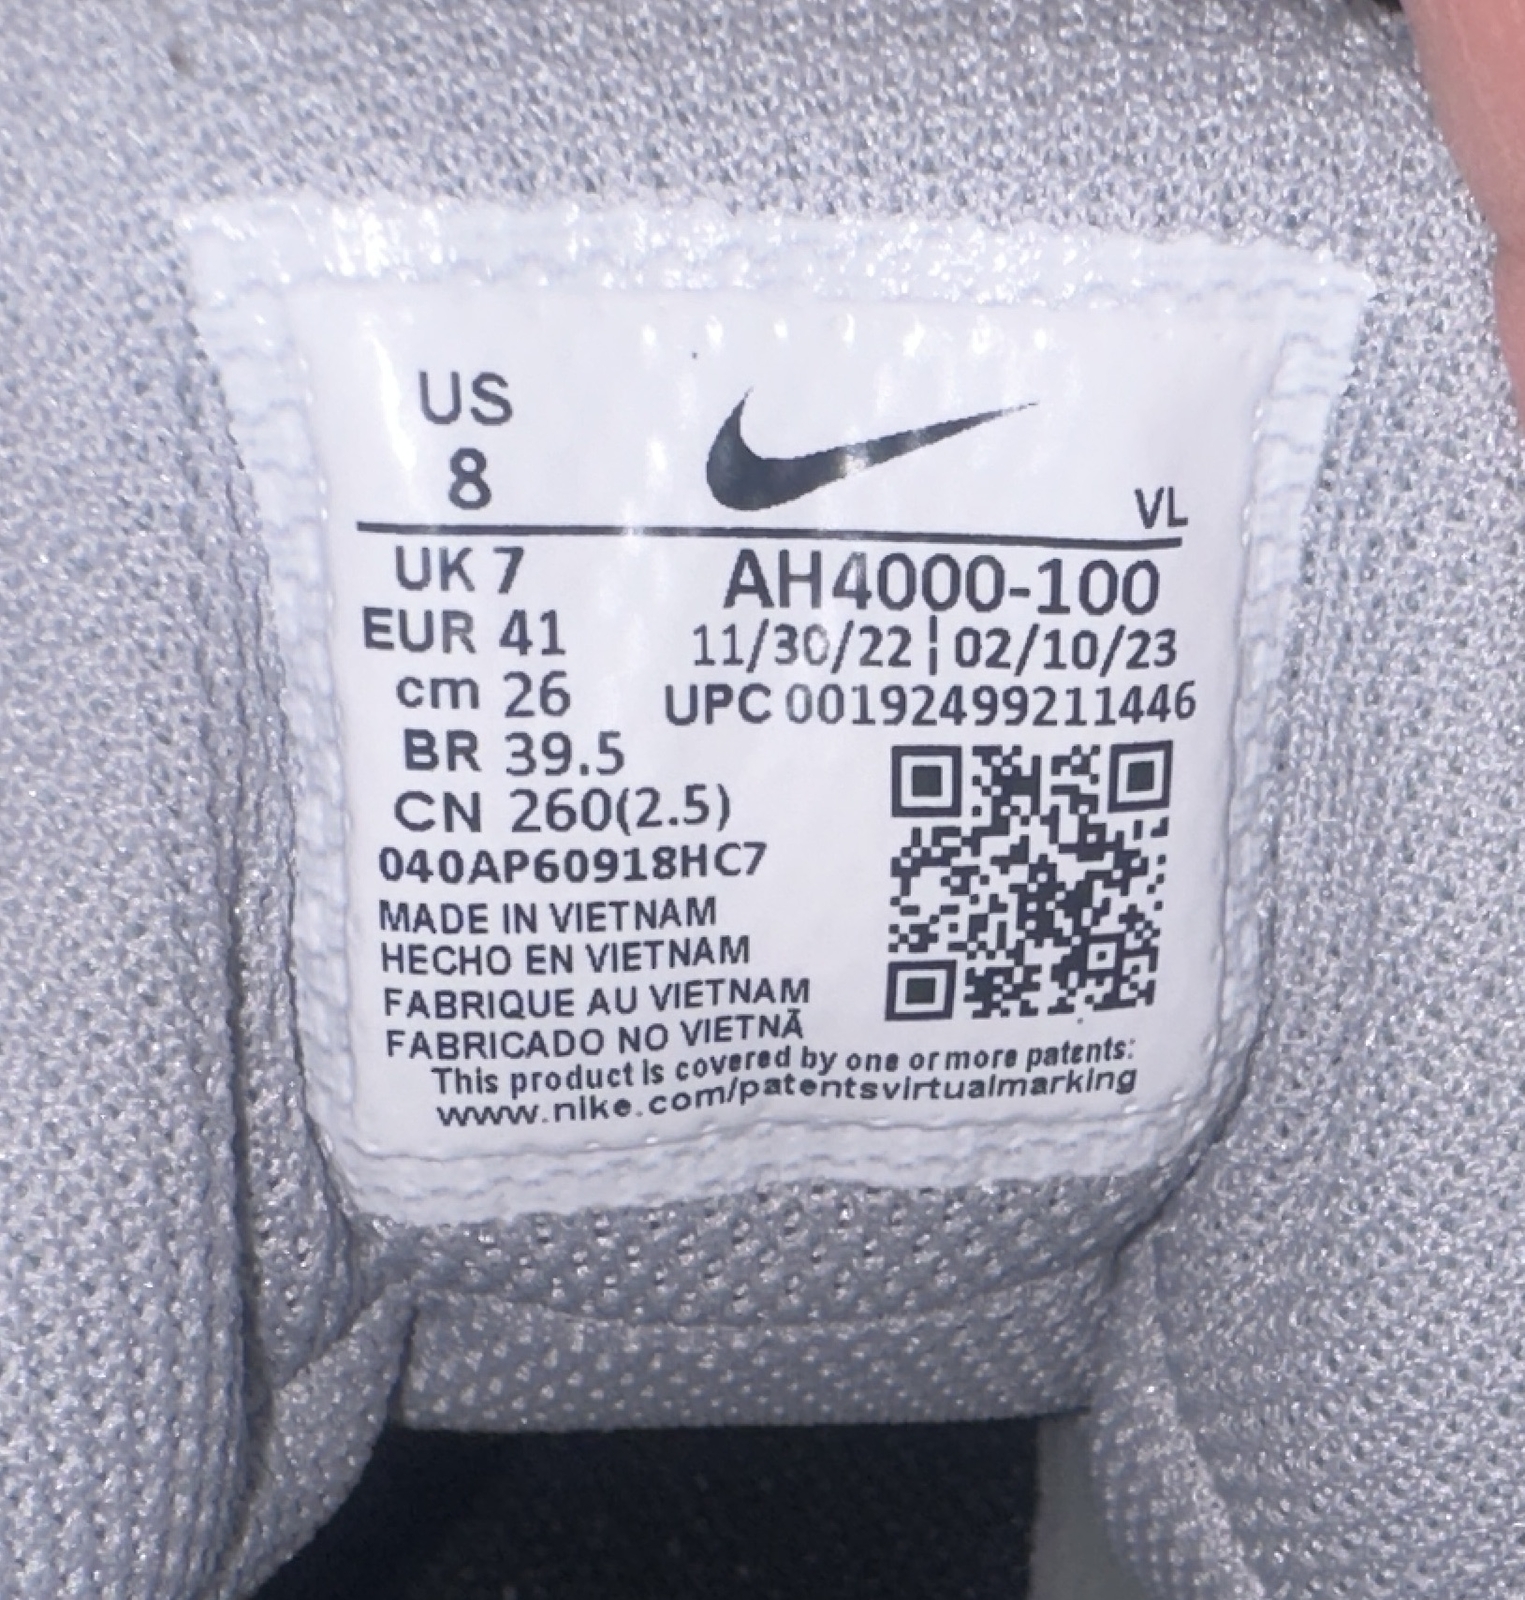 US
8
VL
UK 7
AH4000-100
EUR 41
11/30/22 ¦ 02/10/23
cm 26
UPC 00192499211446
BR 39.5
CN 260(2.5)
040AP60918HC7
MADE IN VIETNAM
HECHO EN VIETNAM
FABRIQUE AU VIETNAM
FABRICADO NO VIETNÃ
This product is covered by one or more patents:
www.nike.com/patentsvirtualmarking